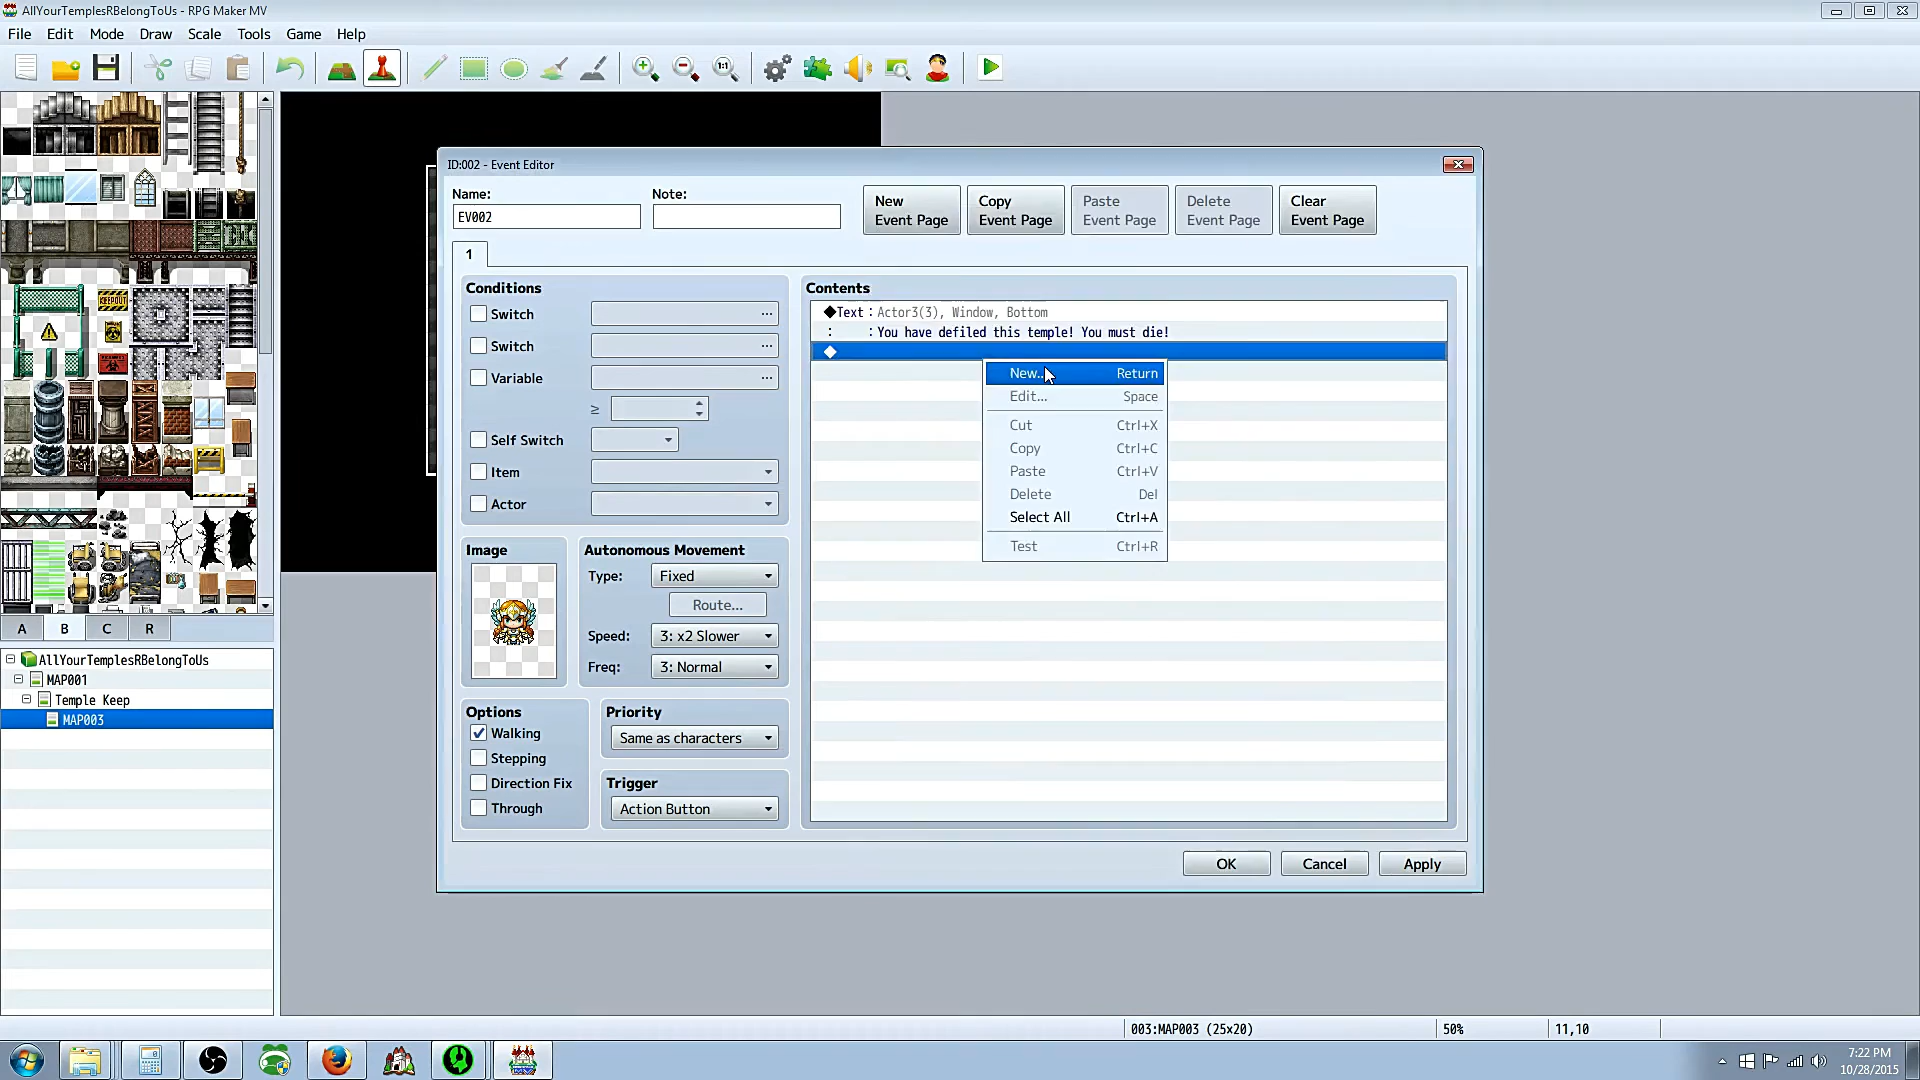 AllYourTemplesRBelongToUs - RPG Maker MV
File Edit Mode Draw Scale Tools Game Help
1:1
KEEPOUT
ID:002 - Event Editor
Name:
Note:
EV002
New Event Page
Copy Event Page
Paste Event Page
Delete Event Page
Clear Event Page
1
Conditions
Switch ...
Switch ...
Variable ...
≥
Self Switch
Item
Actor
Image
Autonomous Movement
Type: Fixed
Route...
Speed: 3: x2 Slower
Freq: 3: Normal
Options
Walking
Stepping
Direction Fix
Through
Priority
Same as characters
Trigger
Action Button
Contents
◆Text : Actor3(3), Window, Bottom
: : You have defiled this temple! You must die!
◆
New... Return
Edit... Space
Cut Ctrl+X
Copy Ctrl+C
Paste Ctrl+V
Delete Del
Select All Ctrl+A
Test Ctrl+R
OK Cancel Apply
A B C R
AllYourTemplesRBelongToUs
MAP001
Temple Keep
MAP003
003:MAP003 (25x20)
50%
11,10
7:22 PM
10/28/2015